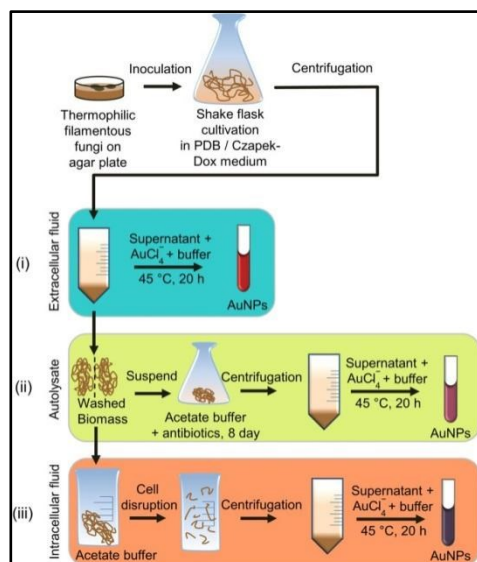 Inoculation
Centrifugation
Thermophilic
filamentous
fungi on
agar plate
Shake flask
cultivation
in PDB / Czapek-
Dox medium
(i)
Extracellular fluid
Supernatant +
AuCl₄⁻ + buffer
45 °C, 20 h
AuNPs
(ii)
Autolysate
Washed
Biomass
Suspend
Acetate buffer
+ antibiotics, 8 day
Centrifugation
Supernatant +
AuCl₄⁻ + buffer
45 °C, 20 h
AuNPs
(iii)
Intracellular fluid
Acetate buffer
Cell
disruption
Centrifugation
Supernatant +
AuCl₄⁻ + buffer
45 °C, 20 h
AuNPs